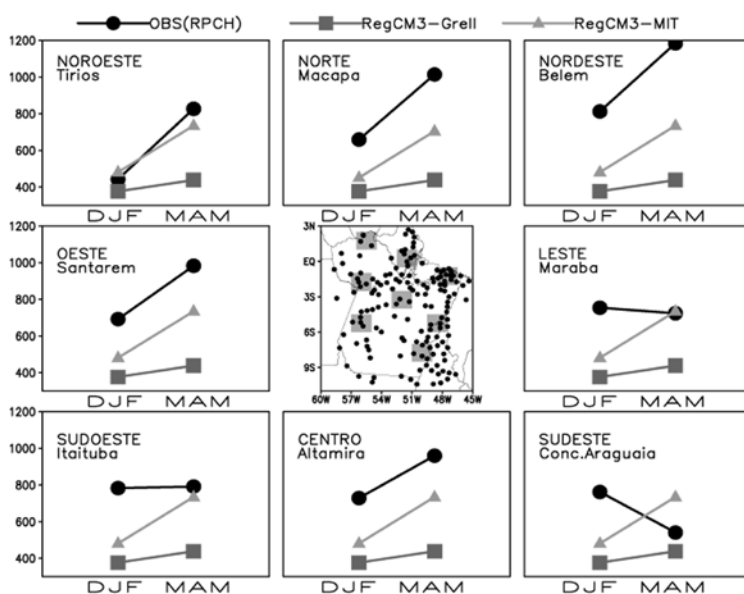 OBS(RPCH) RegCM3-Grell RegCM3-MIT
1200
1000
800
600
400
NOROESTE
Tirios
DJF MAM
NORTE
Macapa
DJF MAM
NORDESTE
Belem
DJF MAM
1200
1000
800
600
400
OESTE
Santarem
DJF MAM
3N
EQ
3S
6S
9S
60W 57W 54W 51W 48W 45W
LESTE
Maraba
DJF MAM
1200
1000
800
600
400
SUDOESTE
Itaituba
DJF MAM
CENTRO
Altamira
DJF MAM
SUDESTE
Conc.Araguaia
DJF MAM